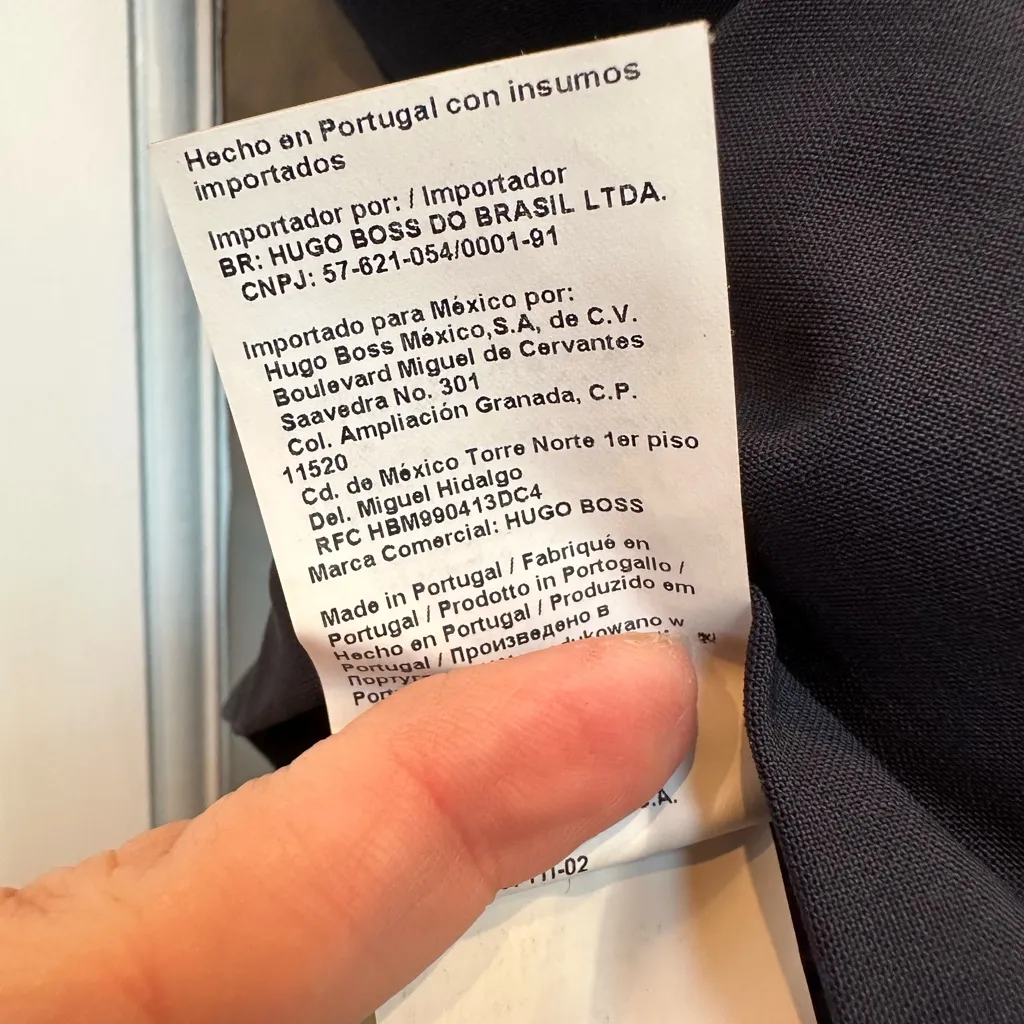 Hecho en Portugal con insumos
importados
Importador por: / Importador
BR: HUGO BOSS DO BRASIL LTDA.
CNPJ: 57-621-054/0001-91
Importado para México por:
Hugo Boss México,S.A, de C.V.
Boulevard Miguel de Cervantes
Saavedra No. 301
Col. Ampliación Granada, C.P.
11520
Cd. de México Torre Norte 1er piso
Del. Miguel Hidalgo
RFC HBM990413DC4
Marca Comercial: HUGO BOSS
Made in Portugal / Fabriqué en
Portugal / Prodotto in Portogallo /
Hecho en Portugal / Produzido em
Portugal / Произведено в
w